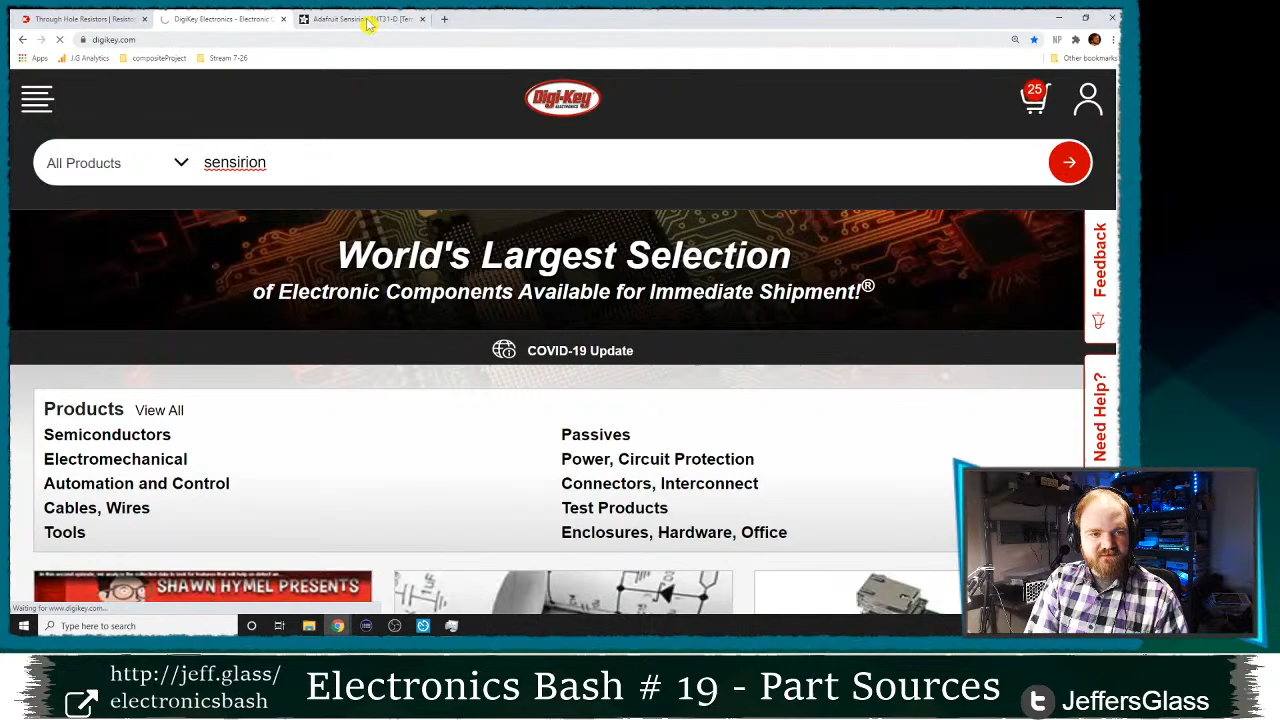 Through Hole Resistors | Resisto
DigiKey Electronics - Electronic C
Adafruit Sensirion SHT31-D [Tem
digikey.com
NP
Apps
J.G Analytics
compositeProject
Stream 7-26
Other bookmarks
Digi-Key
ELECTRONICS
25
All Products
sensirion
World's Largest Selection
of Electronic Components Available for Immediate Shipment!®
Feedback
COVID-19 Update
Need Help?
Products View All
Semiconductors
Passives
Electromechanical
Power, Circuit Protection
Automation and Control
Connectors, Interconnect
Cables, Wires
Test Products
Tools
Enclosures, Hardware, Office
SHAWN HYMEL PRESENTS
Waiting for www.digikey.com...
Type here to search
http://jeff.glass/
electronicsbash
Electronics Bash # 19 - Part Sources
JeffersGlass